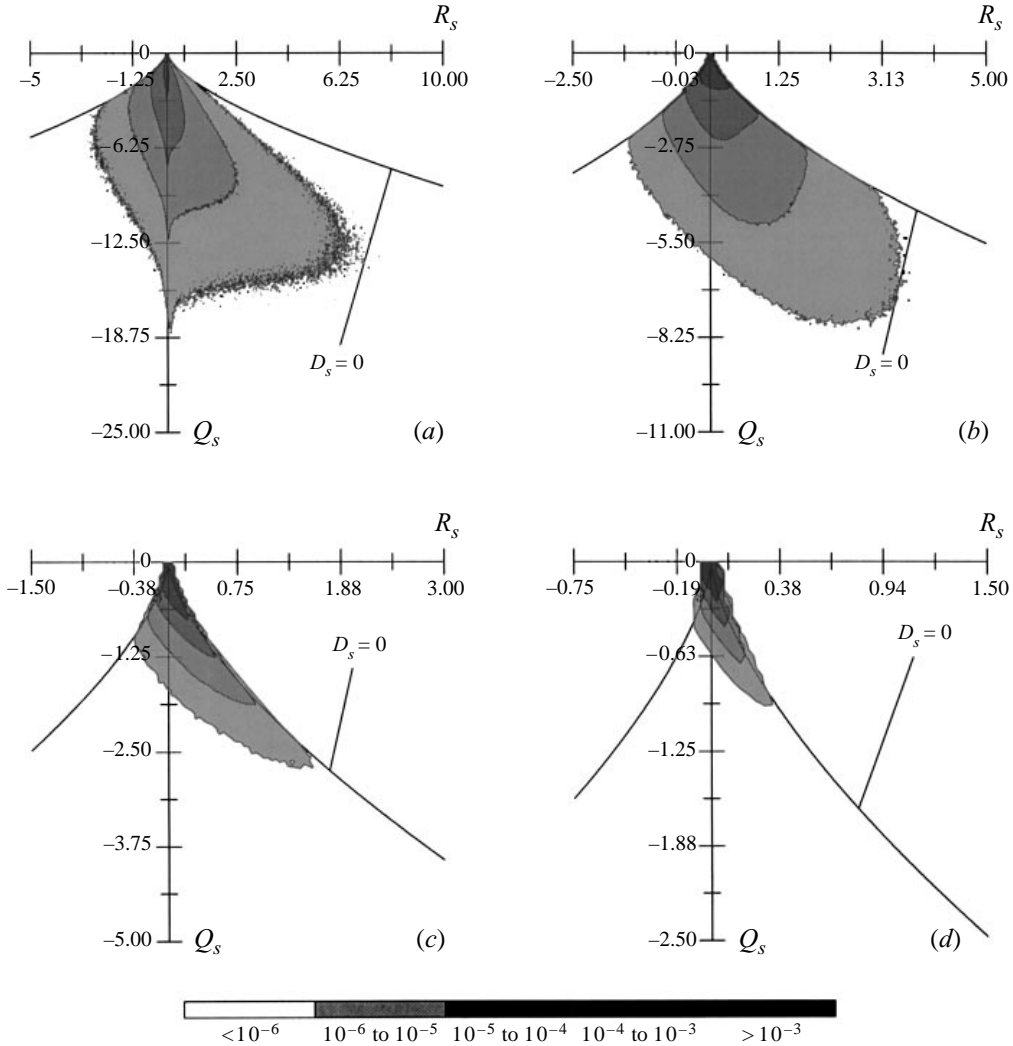 R_s R_s
0 0
−5 −1.25 2.50 6.25 10.00 −2.50 −0.03 1.25 3.13 5.00
−6.25 −2.75
−12.50 −5.50
−18.75 −8.25
D_s = 0 D_s = 0
−25.00 Q_s (a) −11.00 Q_s (b)
R_s R_s
0 0
−1.50 −0.38 0.75 1.88 3.00 −0.75 −0.19 0.38 0.94 1.50
D_s = 0 D_s = 0
−1.25 −0.63
−2.50 −1.25
−3.75 −1.88
−5.00 Q_s (c) −2.50 Q_s (d)
<10⁻⁶ 10⁻⁶ to 10⁻⁵ 10⁻⁵ to 10⁻⁴ 10⁻⁴ to 10⁻³ >10⁻³